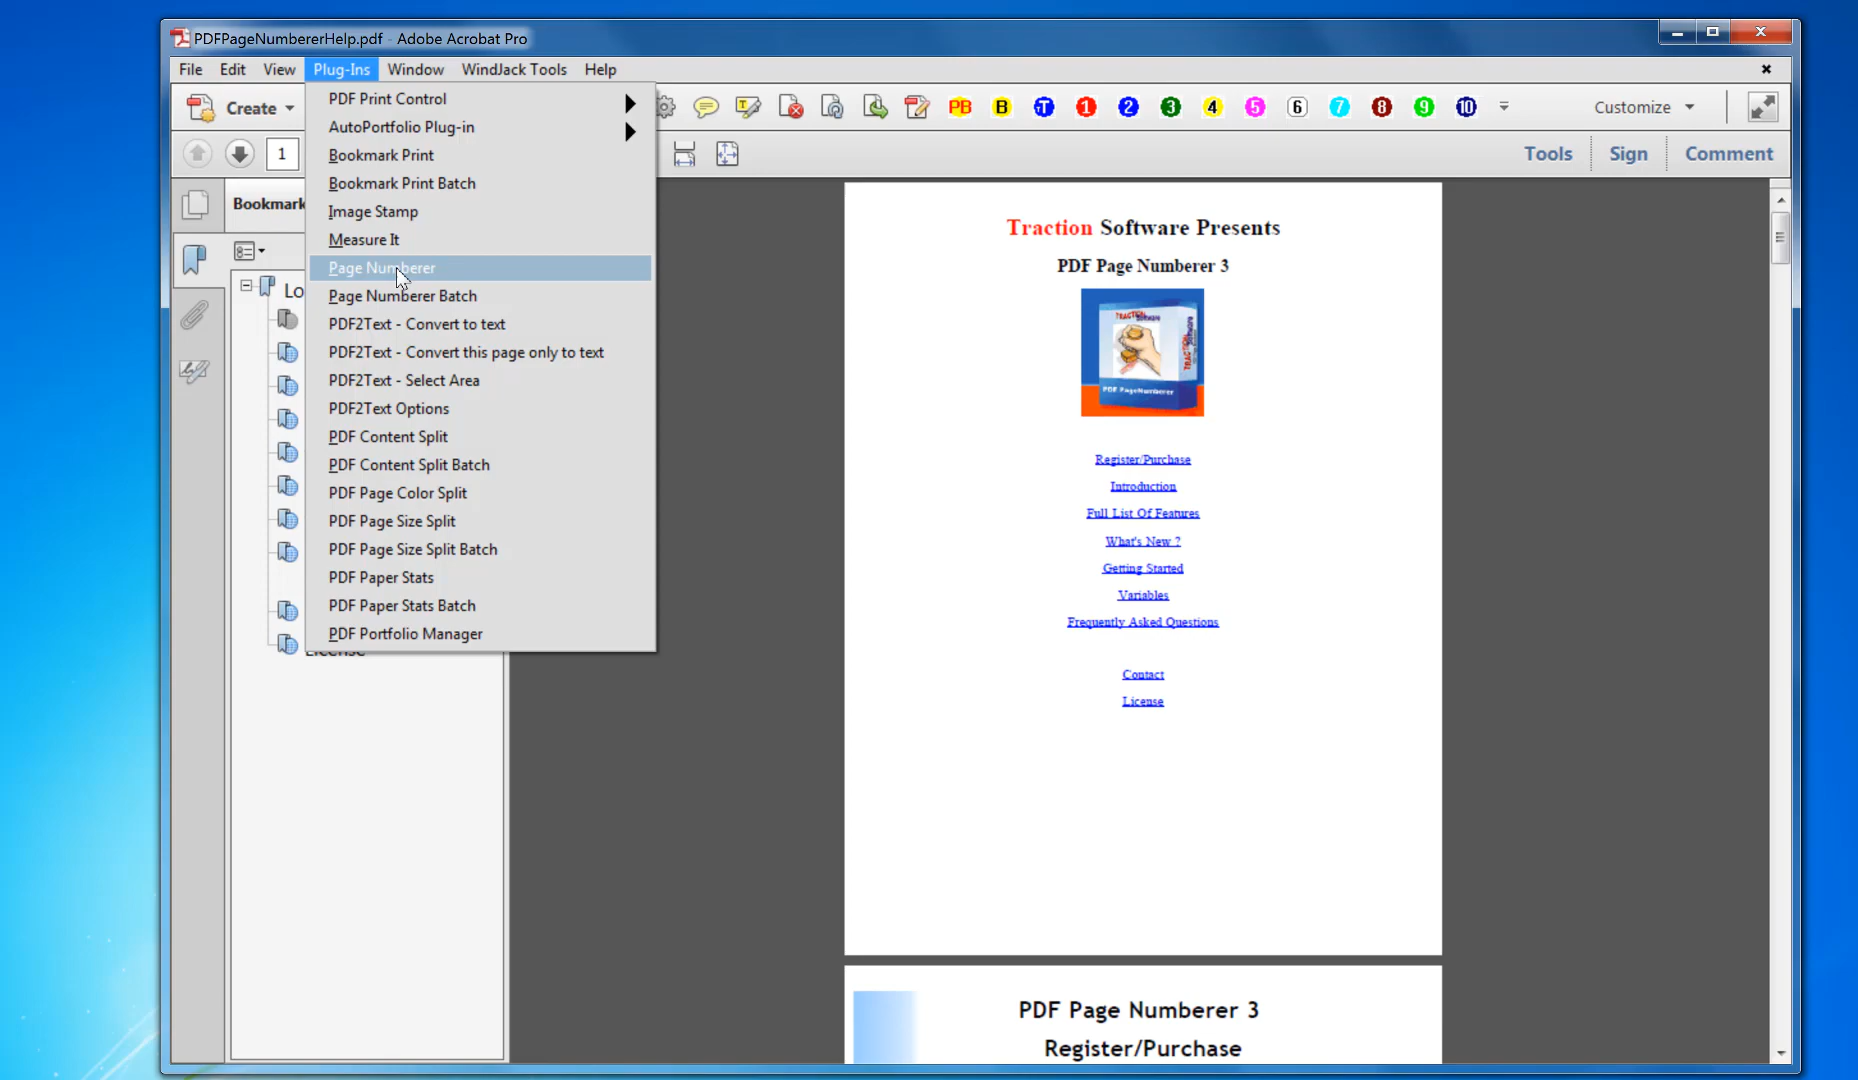 PDFPageNumbererHelp.pdf - Adobe Acrobat Pro
File Edit View Plug-Ins Window WindJack Tools Help
Create PB B T 1 2 3 4 5 6 7 8 9 10 Customize
1 Tools Sign Comment
Bookmark
Lo
PDF Print Control
AutoPortfolio Plug-in
Bookmark Print
Bookmark Print Batch
Image Stamp
Measure It
Page Numberer
Page Numberer Batch
PDF2Text - Convert to text
PDF2Text - Convert this page only to text
PDF2Text - Select Area
PDF2Text Options
PDF Content Split
PDF Content Split Batch
PDF Page Color Split
PDF Page Size Split
PDF Page Size Split Batch
PDF Paper Stats
PDF Paper Stats Batch
PDF Portfolio Manager
License
Traction Software Presents
PDF Page Numberer 3
TRACTION Software
PDF PageNumberer
Register/Purchase
Introduction
Full List Of Features
What's New ?
Getting Started
Variables
Frequently Asked Questions
Contact
License
PDF Page Numberer 3
Register/Purchase